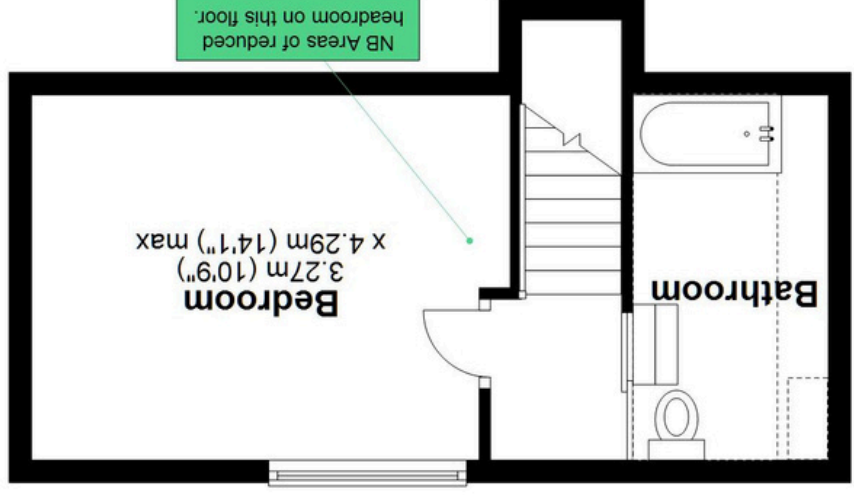 NB Areas of reduced
headroom on this floor.
Bedroom
3.27m (10'9")
x 4.29m (14'1") max
Bathroom